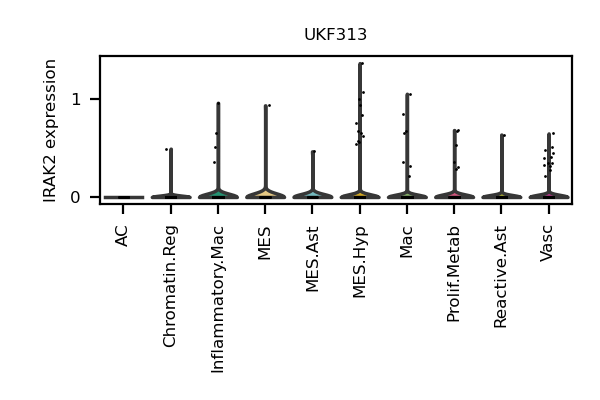 UKF313
IRAK2 expression
1
0
AC
Chromatin.Reg
Inflammatory.Mac
MES
MES.Ast
MES.Hyp
Mac
Prolif.Metab
Reactive.Ast
Vasc